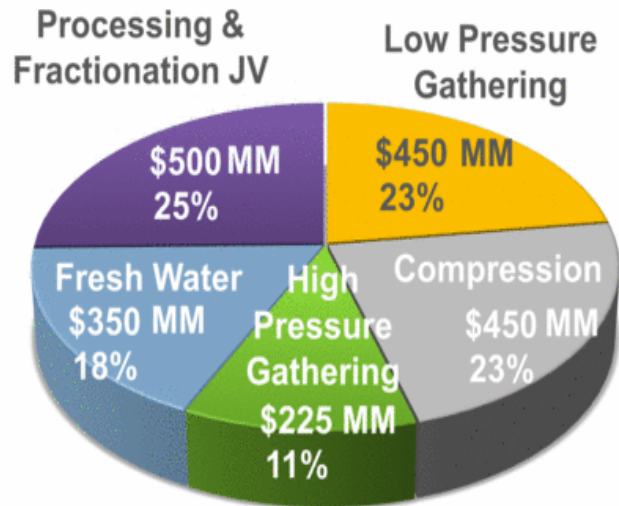 Processing &
Fractionation JV
Low Pressure
Gathering
$500 MM
25%
$450 MM
23%
Fresh Water
$350 MM
18%
High
Pressure
Gathering
$225 MM
11%
Compression
$450 MM
23%